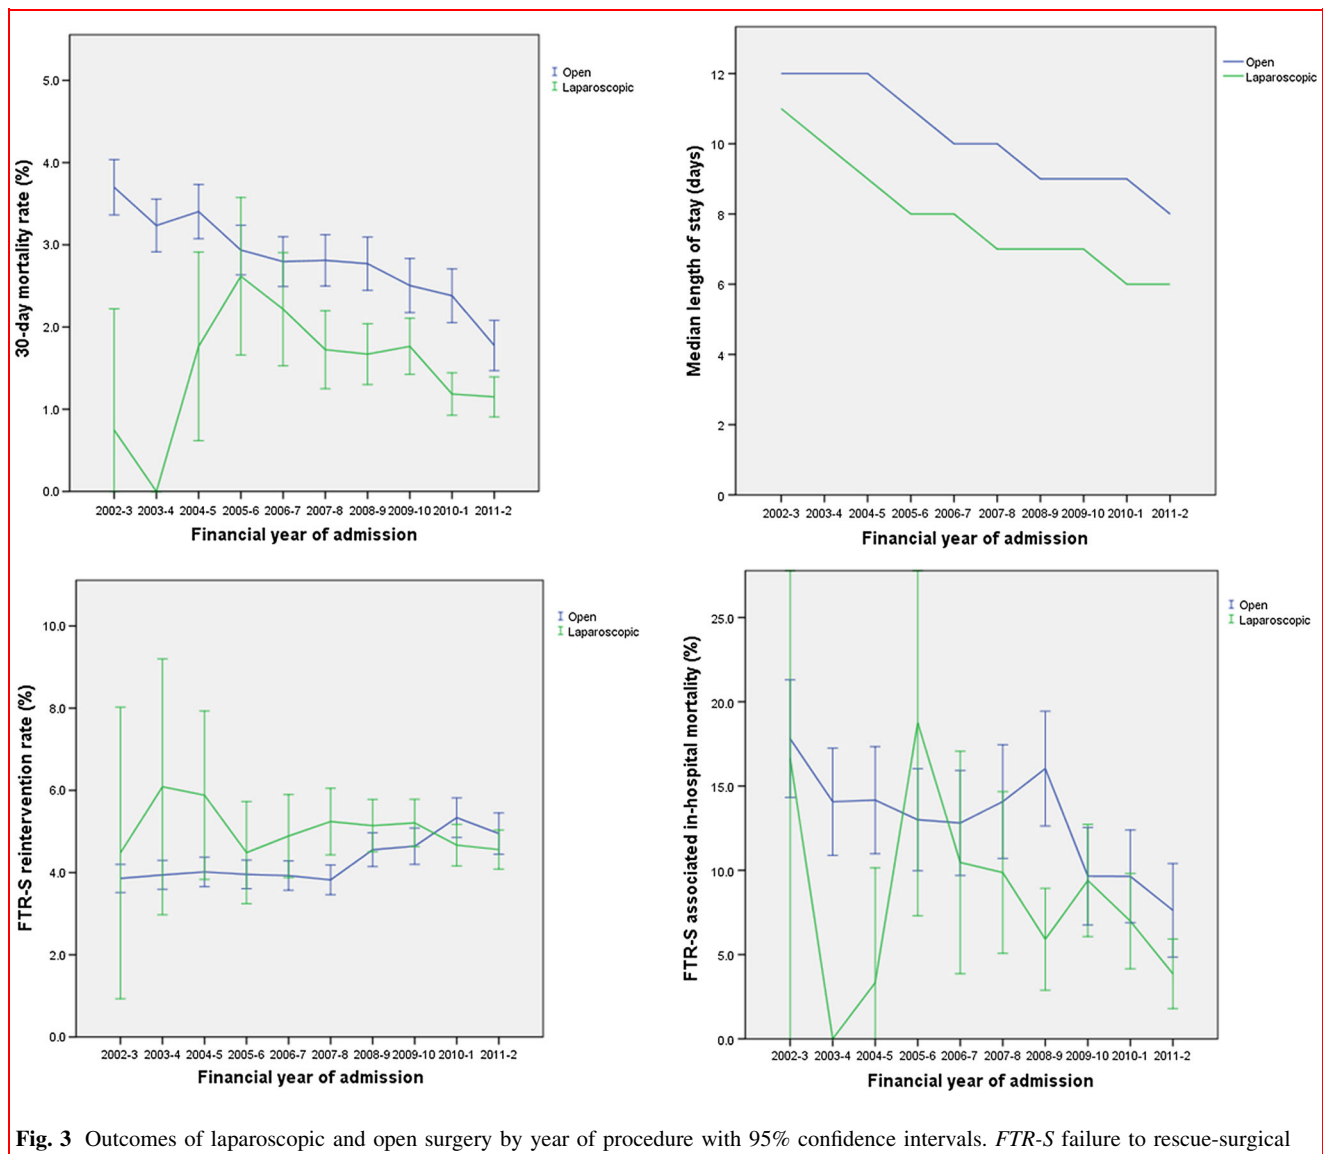 5.0
4.0
3.0
2.0
1.0
0.0
30-day mortality rate (%)
2002-3 2003-4 2004-5 2005-6 2006-7 2007-8 2008-9 2009-10 2010-1 2011-2
Financial year of admission
Open
Laparoscopic
12
10
8
6
4
2
0
Median length of stay (days)
2002-3 2003-4 2004-5 2005-6 2006-7 2007-8 2008-9 2009-10 2010-1 2011-2
Financial year of admission
Open
Laparoscopic
10.0
8.0
6.0
4.0
2.0
0.0
FTR-S reintervention rate (%)
2002-3 2003-4 2004-5 2005-6 2006-7 2007-8 2008-9 2009-10 2010-1 2011-2
Financial year of admission
Open
Laparoscopic
25.0
20.0
15.0
10.0
5.0
0.0
FTR-S associated in-hospital mortality (%)
2002-3 2003-4 2004-5 2005-6 2006-7 2007-8 2008-9 2009-10 2010-1 2011-2
Financial year of admission
Open
Laparoscopic
Fig. 3 Outcomes of laparoscopic and open surgery by year of procedure with 95% confidence intervals. FTR-S failure to rescue-surgical